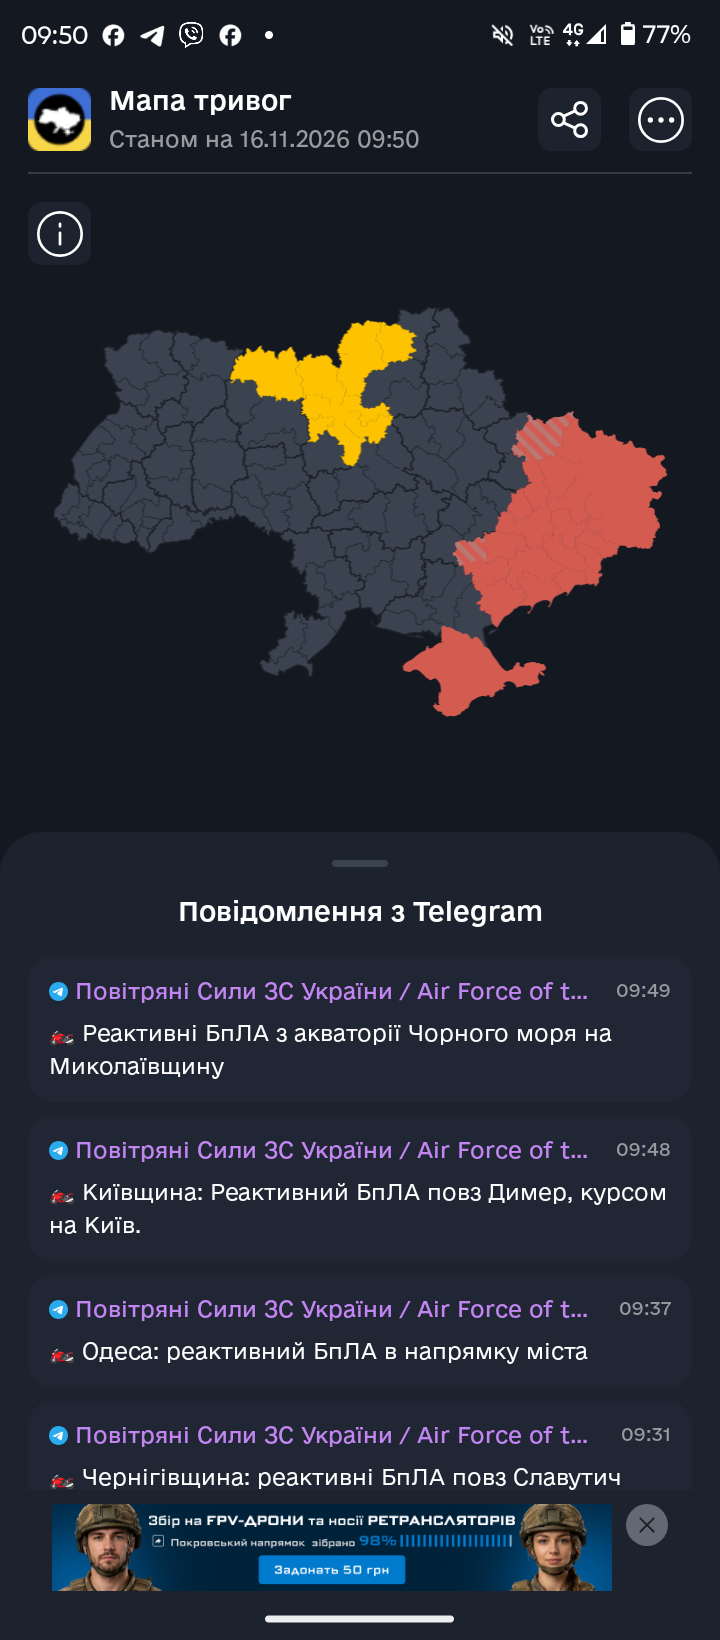 09:50
Vo LTE 4G 77%
Мапа тривог
Станом на 16.11.2026 09:50
Повідомлення з Telegram
Повітряні Сили ЗС України / Air Force of t... 09:49
Реактивні БпЛА з акваторії Чорного моря на
Миколаївщину
Повітряні Сили ЗС України / Air Force of t... 09:48
Київщина: Реактивний БпЛА повз Димер, курсом
на Київ.
Повітряні Сили ЗС України / Air Force of t... 09:37
Одеса: реактивний БпЛА в напрямку міста
Повітряні Сили ЗС України / Air Force of t... 09:31
Чернігівщина: реактивні БпЛА повз Славутич
Збір на FPV-ДРОНИ та носії РЕТРАНСЛЯТОРІВ
Покровський напрямок зібрано 98%
Задонать 50 грн